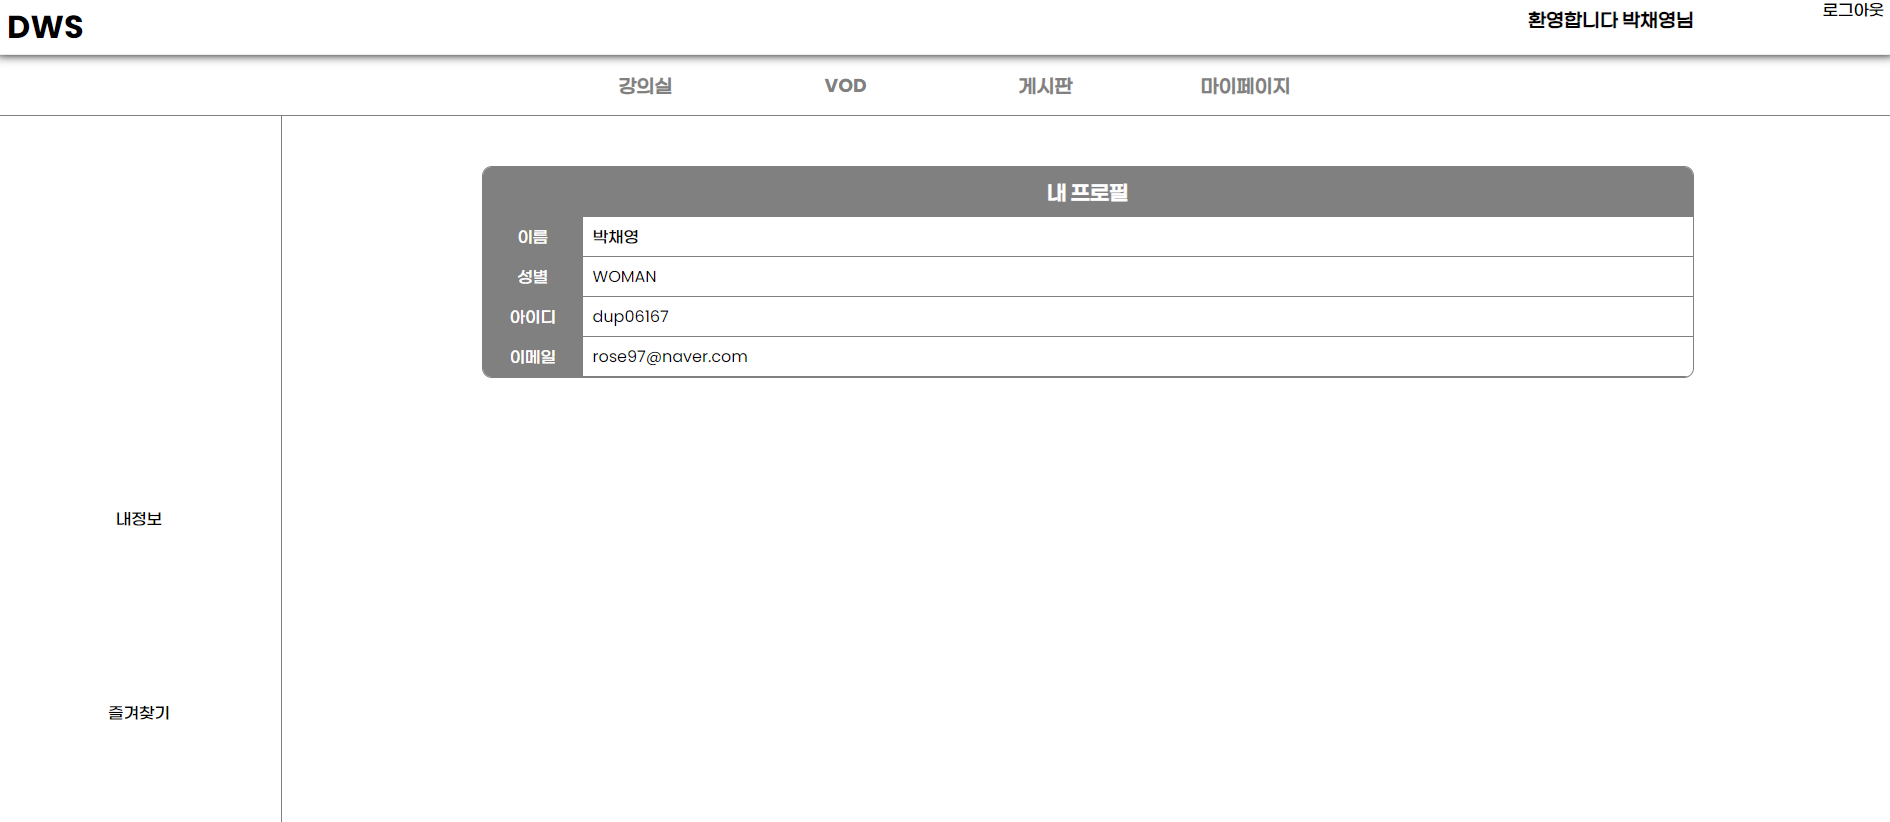 DWS
환영합니다 박채영님
로그아웃
강의실 VOD 게시판 마이페이지
내 프로필
이름 박채영
성별 WOMAN
아이디 dup06167
이메일 rose97@naver.com
내정보
즐겨찾기